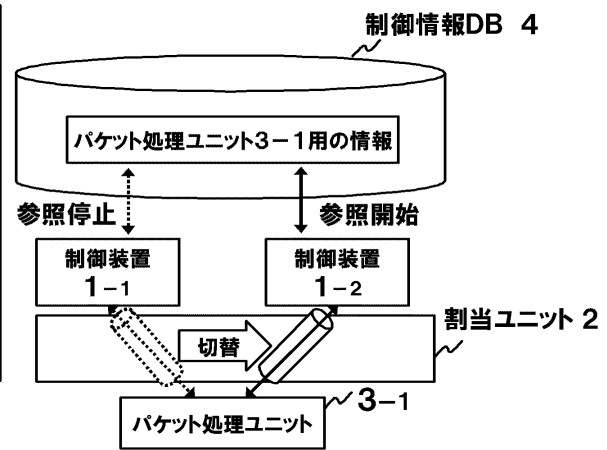 制御情報DB 4
パケット処理ユニット3－1用の情報
参照停止
参照開始
制御装置
1－1
制御装置
1－2
割当ユニット2
切替
パケット処理ユニット
3－1